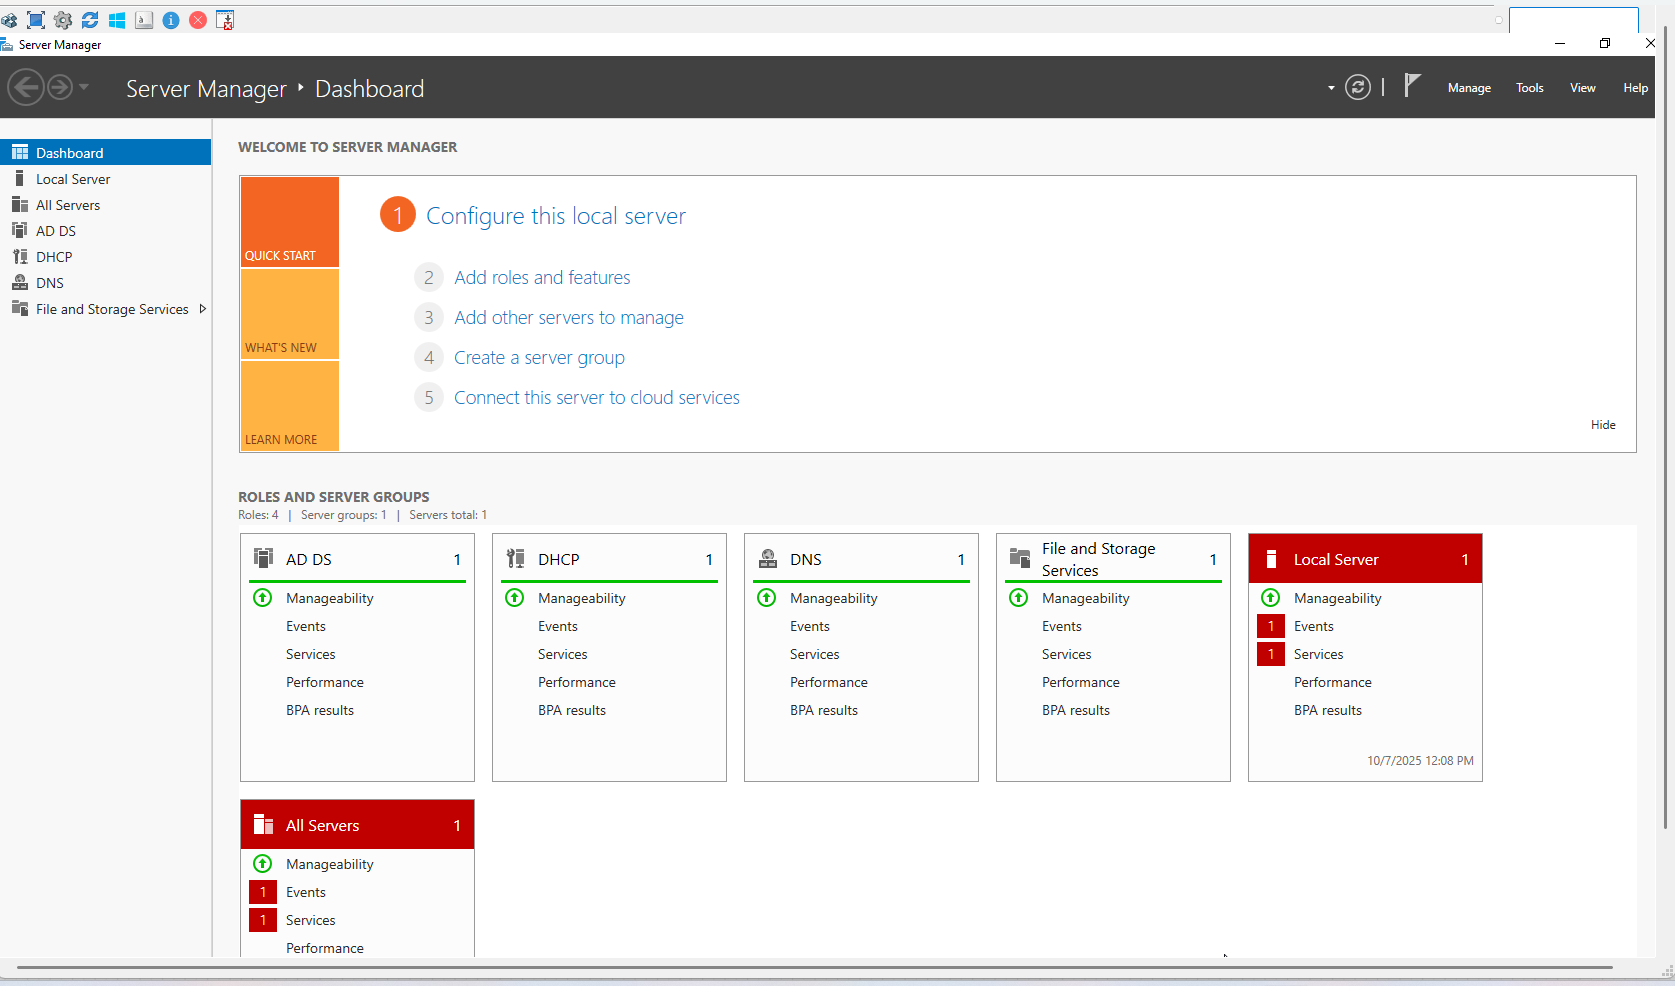 Server Manager
Server Manager ‣ Dashboard
Manage Tools View Help
Dashboard
Local Server
All Servers
AD DS
DHCP
DNS
File and Storage Services
WELCOME TO SERVER MANAGER
QUICK START
WHAT'S NEW
LEARN MORE
1 Configure this local server
2 Add roles and features
3 Add other servers to manage
4 Create a server group
5 Connect this server to cloud services
Hide
ROLES AND SERVER GROUPS
Roles: 4 | Server groups: 1 | Servers total: 1
AD DS 1
Manageability
Events
Services
Performance
BPA results
DHCP 1
Manageability
Events
Services
Performance
BPA results
DNS 1
Manageability
Events
Services
Performance
BPA results
File and Storage
Services 1
Manageability
Events
Services
Performance
BPA results
Local Server 1
Manageability
1 Events
1 Services
Performance
BPA results
10/7/2025 12:08 PM
All Servers 1
Manageability
1 Events
1 Services
Performance